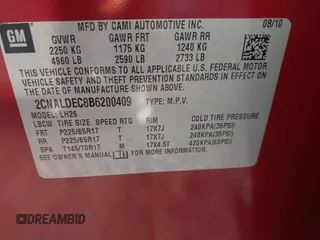 GM
MFD BY CAMI AUTOMOTIVE INC. 08/10
GVWR GAWR FRT GAWR RR
2250 KG 1175 KG 1240 KG
4960 LB 2590 LB 2733 LB
THIS VEHICLE CONFORMS TO ALL APPLICABLE U.S. FEDERAL MOTOR
VEHICLE SAFETY AND THEFT PREVENTION STANDARDS IN EFFECT ON THE
DATE OF MANUFACTURE SHOWN ABOVE.
2CNALDEC8B6200409 TYPE: M.P.V.
MODEL: LH26
LBCW TIRE SIZE SPEED RTG RIM COLD TIRE PRESSURE
FRT P225/65R17 T 17X7J 240KPA(35PSI)
RR P225/65R17 T 17X7J 240KPA(35PSI)
SPA T145/70R17 M 17X4.5T 420KPA(60PSI)
SEE OWNER'S MANUAL FOR MORE INFORMATION.
DREAMBID